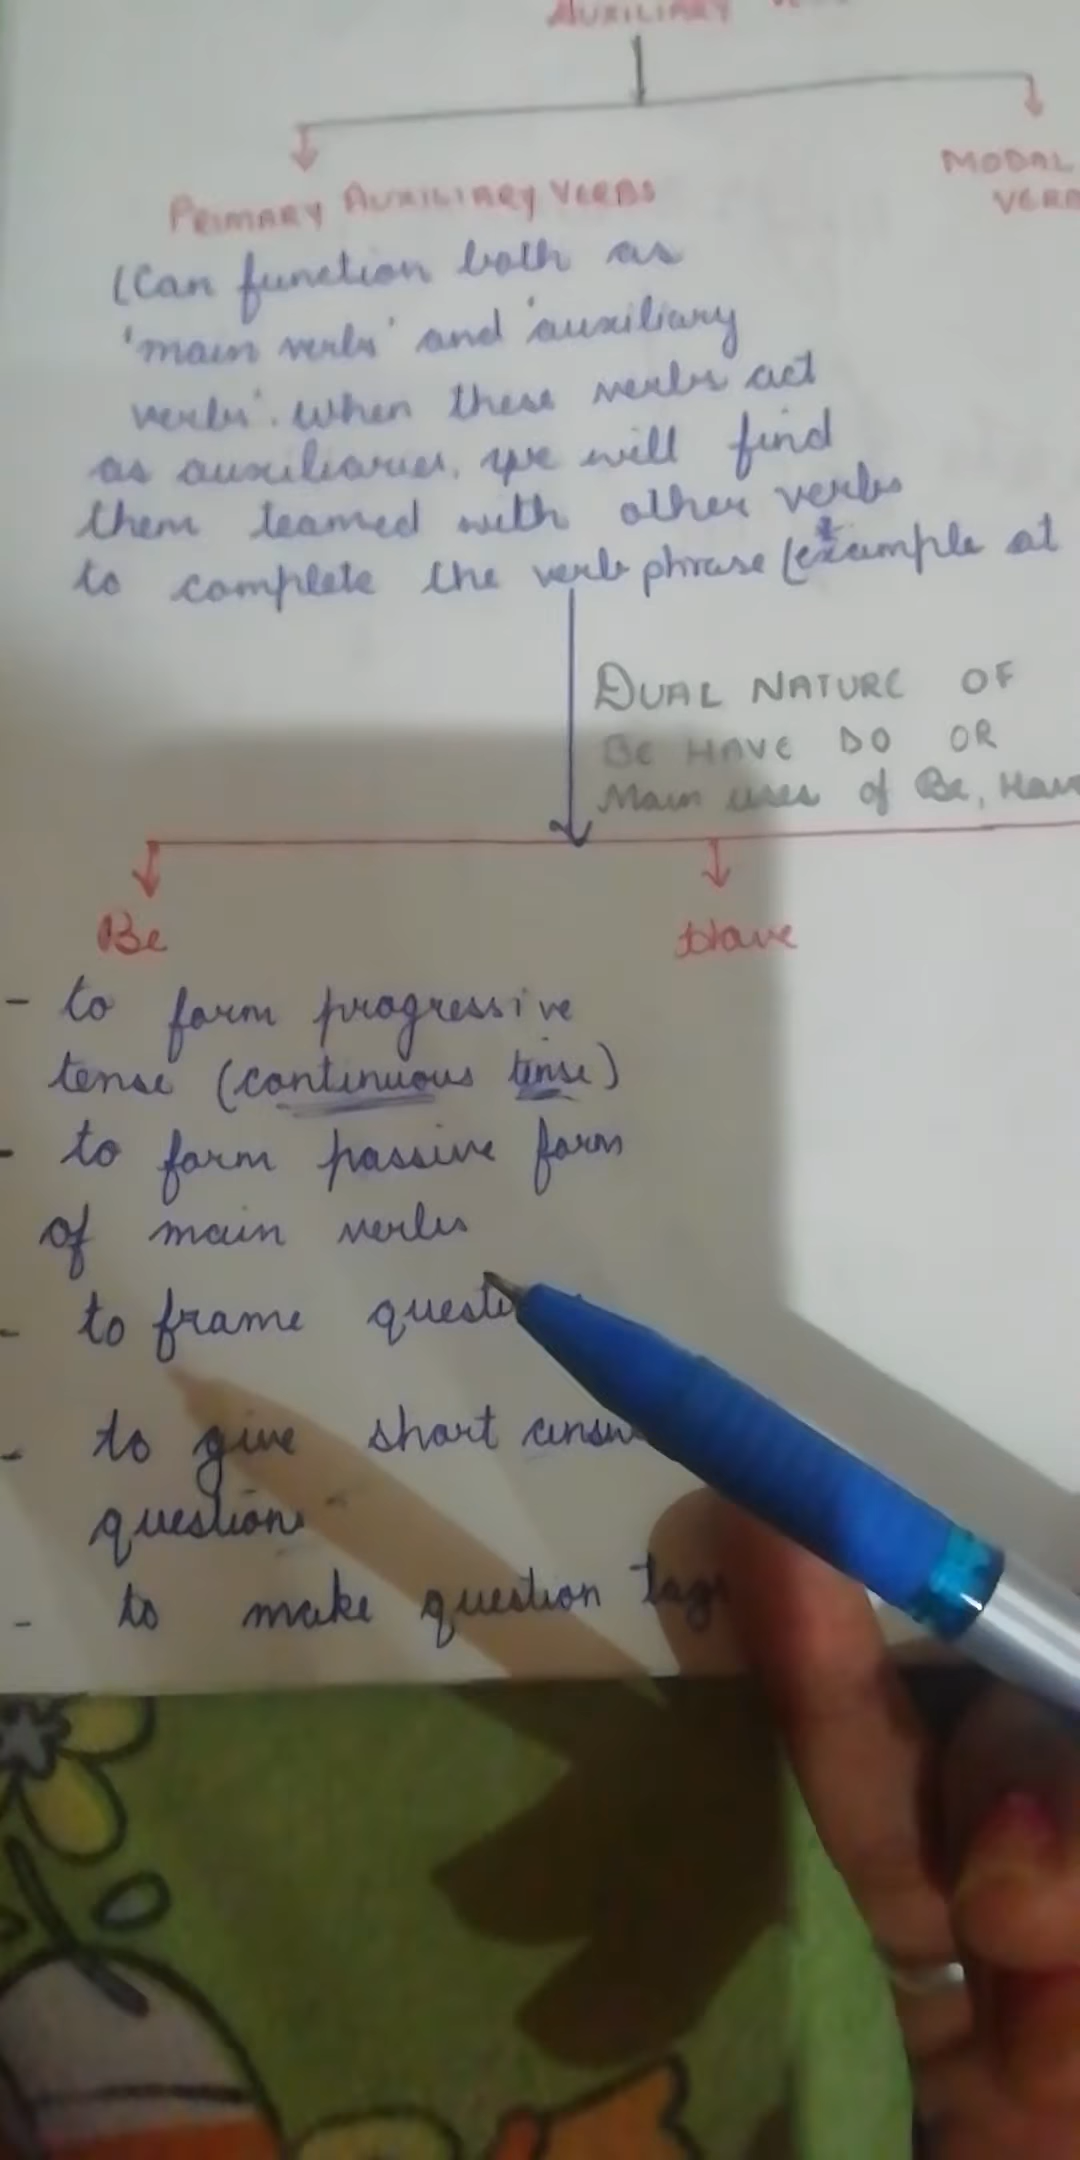 AUXILIARY
PRIMARY AUXILIARY VERBS
MODAL
(Can function both as
'main verbs' and 'auxiliary
verbs'. When these verbs act
as auxiliaries, we will find
them teamed with other verbs
to complete the verb phrase (example at
DUAL NATURE OF
BE HAVE DO OR
Main uses of Be,
Be
Have
- to form progressive
tense (continuous tense)
- to form passive form
of main verbs
- to frame
- to give short
question
- to make question tags